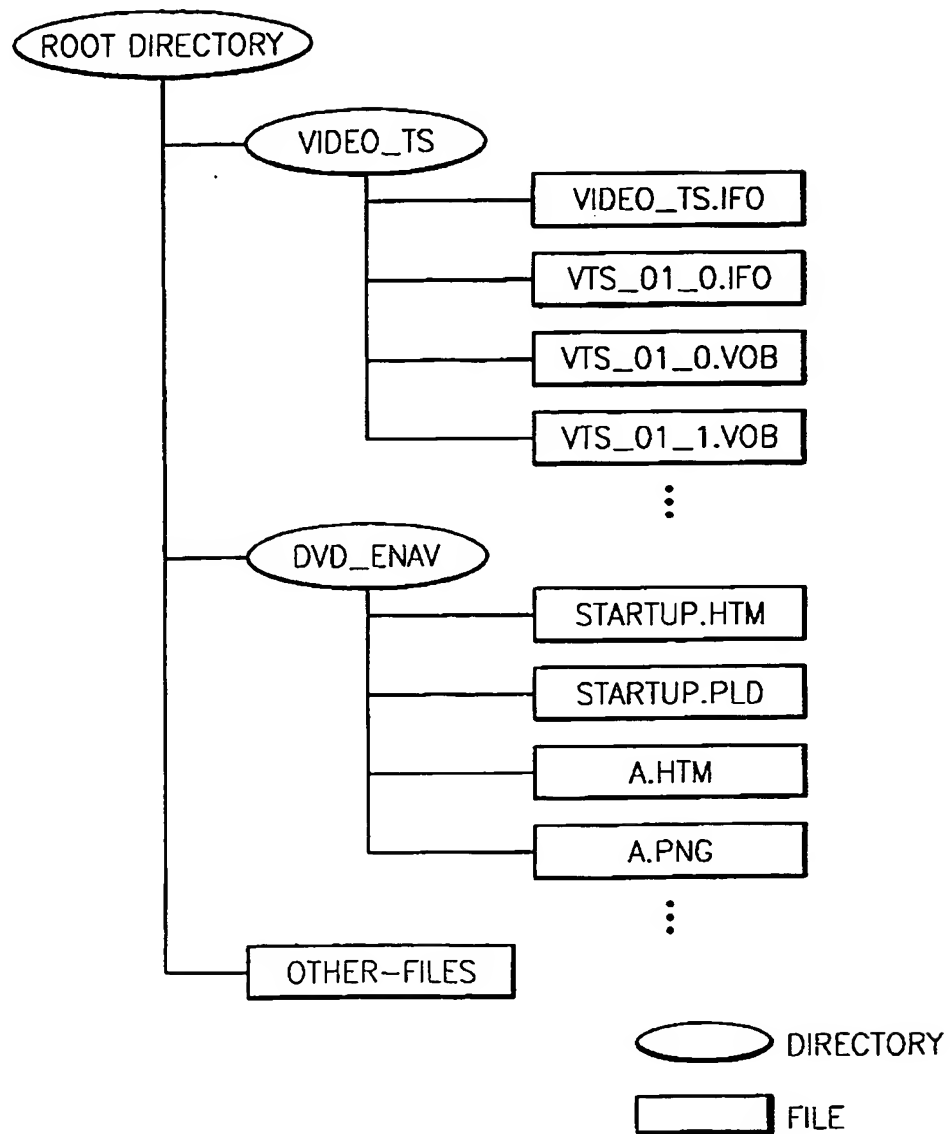 ROOT DIRECTORY
VIDEO_TS
VIDEO_TS.IFO
VTS_01_0.IFO
VTS_01_0.VOB
VTS_01_1.VOB
DVD_ENAV
STARTUP.HTM
STARTUP.PLD
A.HTM
A.PNG
OTHER-FILES
DIRECTORY
FILE